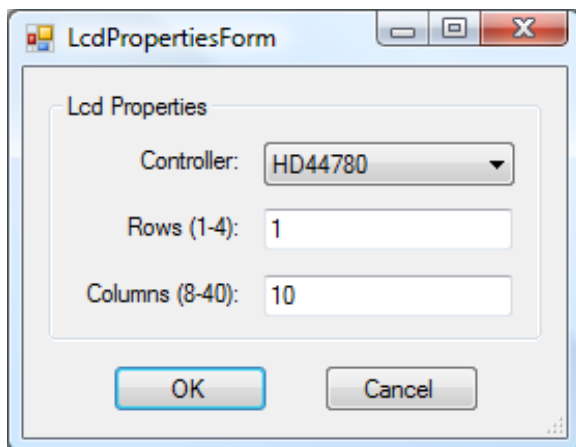 LcdPropertiesForm
Lcd Properties
Controller: HD44780
Rows (1-4): 1
Columns (8-40): 10
OK Cancel